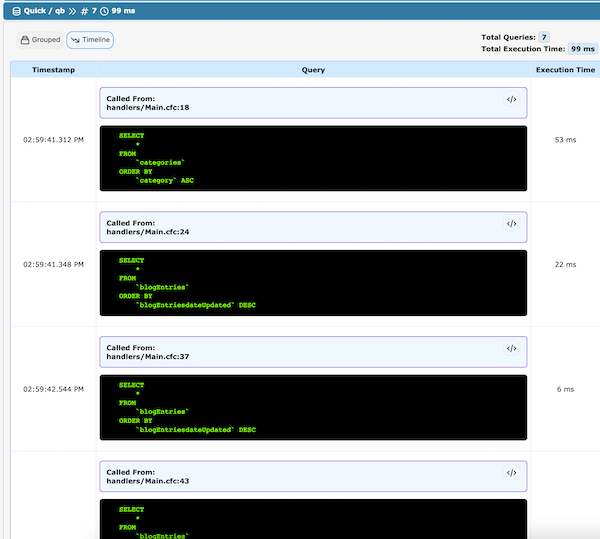 Quick / qb >> # 7 99 ms
Grouped Timeline
Total Queries: 7
Total Execution Time: 99 ms
Timestamp Query Execution Time
Called From:
handlers/Main.cfc:18
</>
02:59:41.312 PM
SELECT
*
FROM
`categories`
ORDER BY
`category` ASC
53 ms
Called From:
handlers/Main.cfc:24
</>
02:59:41.348 PM
SELECT
*
FROM
`blogEntries`
ORDER BY
`blogEntriesdateUpdated` DESC
22 ms
Called From:
handlers/Main.cfc:37
</>
02:59:42.544 PM
SELECT
*
FROM
`blogEntries`
ORDER BY
`blogEntriesdateUpdated` DESC
6 ms
Called From:
handlers/Main.cfc:43
</>
SELECT
*
FROM
`blogEntries`